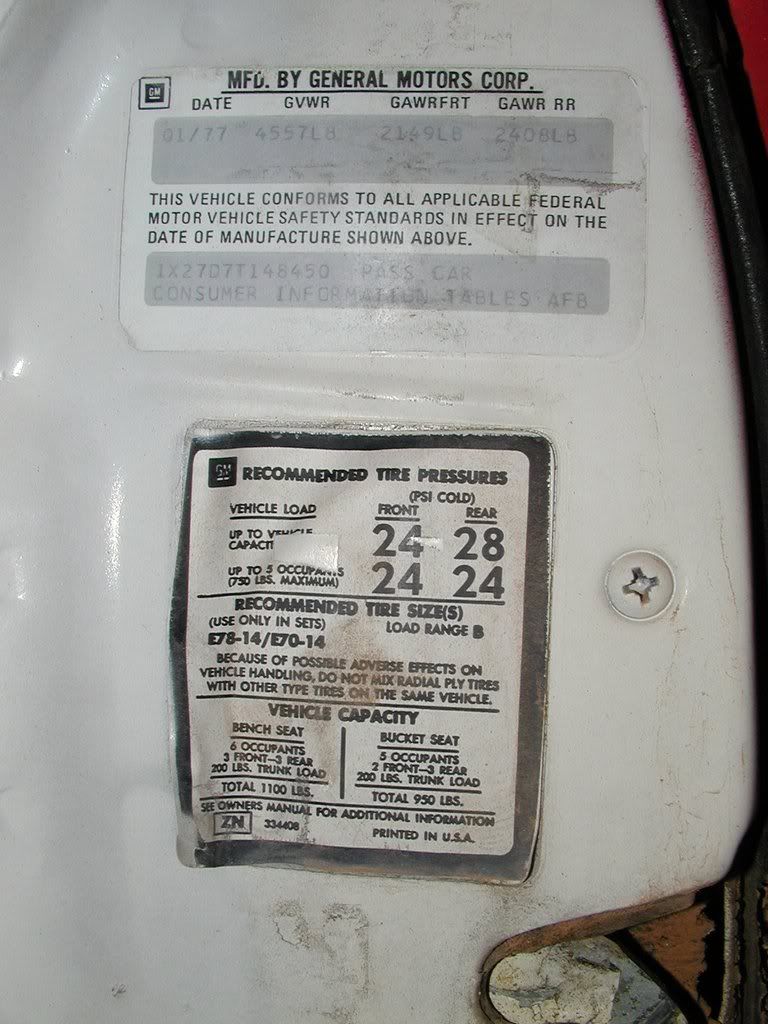 GM MFD. BY GENERAL MOTORS CORP.
DATE GVWR GAWRFRT GAWR RR
01/77 4557LB 2149LB 2408LB
THIS VEHICLE CONFORMS TO ALL APPLICABLE FEDERAL
MOTOR VEHICLE SAFETY STANDARDS IN EFFECT ON THE
DATE OF MANUFACTURE SHOWN ABOVE.
1X27D7T148450 PASS CAR
CONSUMER INFORMATION TABLES AFB
GM RECOMMENDED TIRE PRESSURES
(PSI COLD)
VEHICLE LOAD FRONT REAR
UP TO VEHICLE
CAPACIT 24 28
UP TO 5 OCCUPANTS
(750 LBS. MAXIMUM) 24 24
RECOMMENDED TIRE SIZE(S)
(USE ONLY IN SETS) LOAD RANGE B
E78-14/E70-14
BECAUSE OF POSSIBLE ADVERSE EFFECTS ON
VEHICLE HANDLING, DO NOT MIX RADIAL PLY TIRES
WITH OTHER TYPE TIRES ON THE SAME VEHICLE.
VEHICLE CAPACITY
BENCH SEAT
6 OCCUPANTS
3 FRONT-3 REAR
200 LBS. TRUNK LOAD
TOTAL 1100 LBS.
BUCKET SEAT
5 OCCUPANTS
2 FRONT-3 REAR
200 LBS. TRUNK LOAD
TOTAL 950 LBS.
SEE OWNERS MANUAL FOR ADDITIONAL INFORMATION
ZN 334408 PRINTED IN U.S.A.